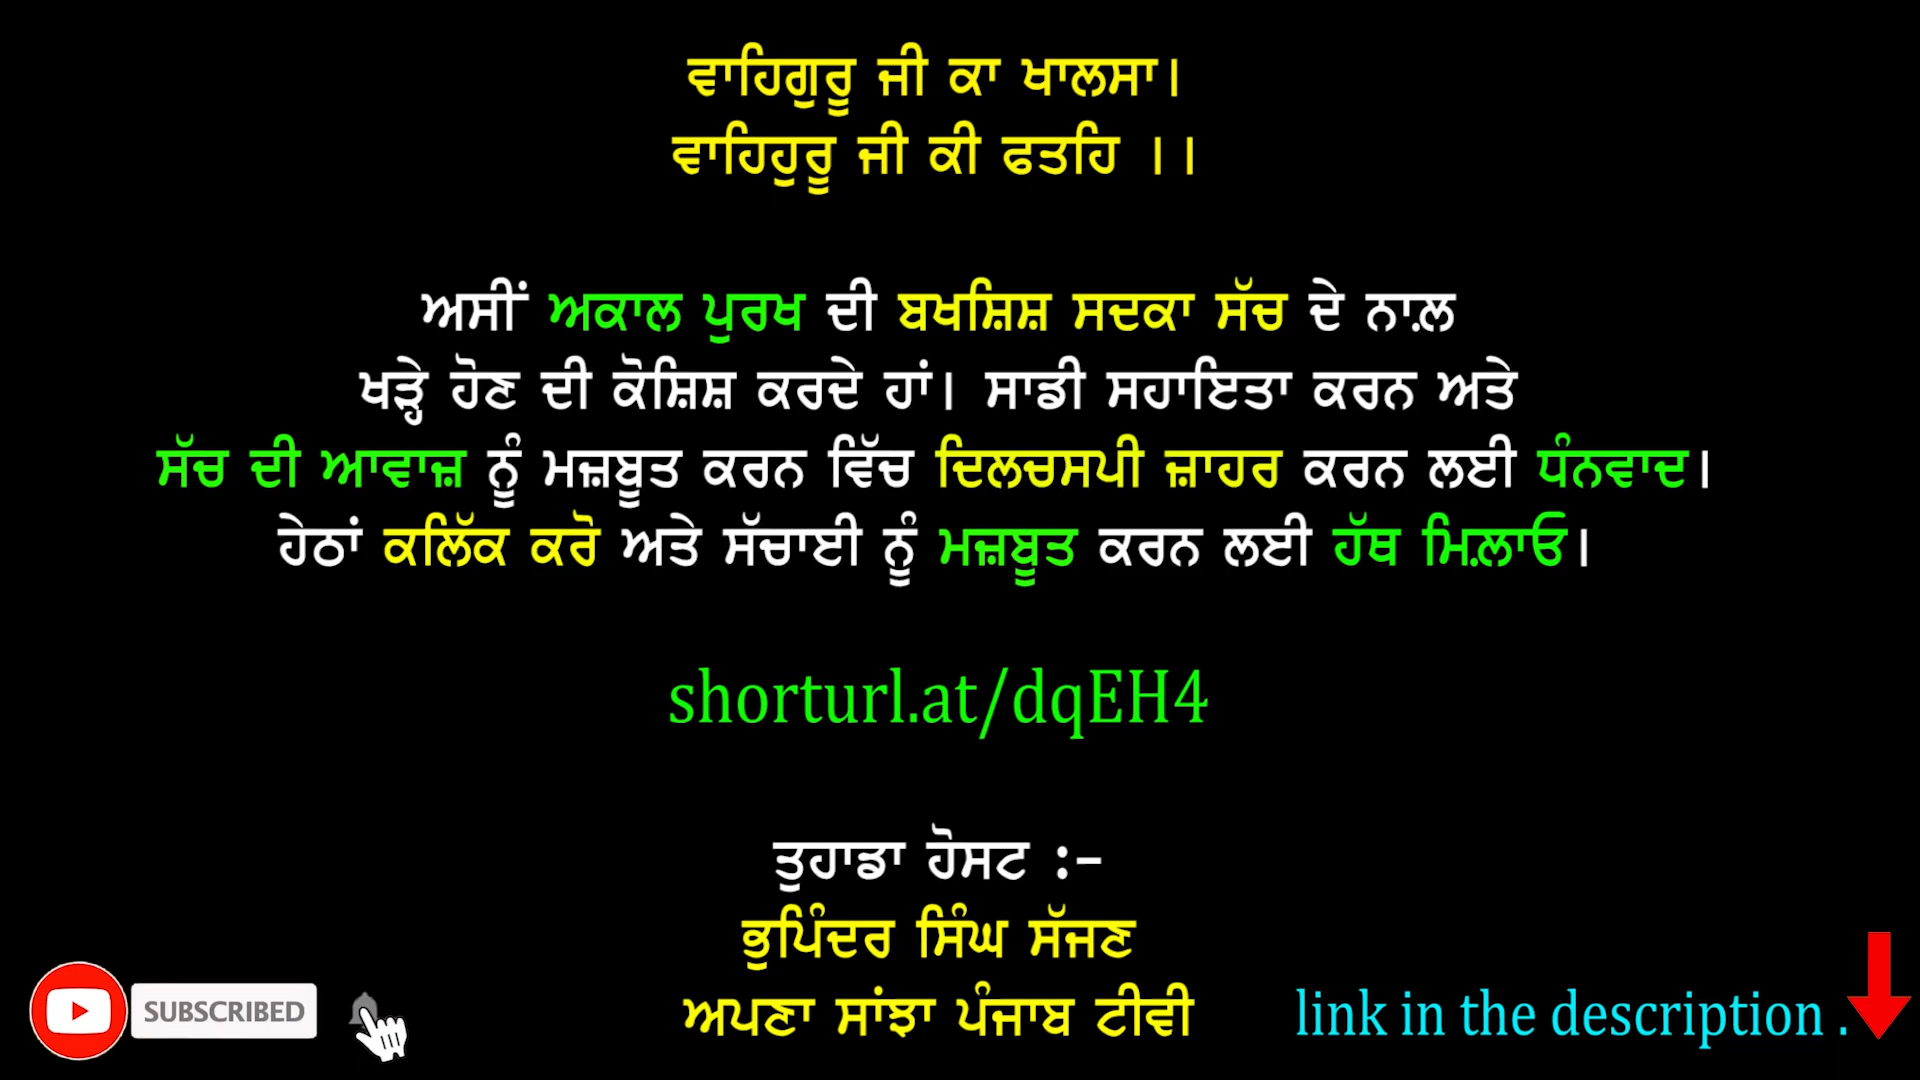 ਵਾਹਿਗੁਰੂ ਜੀ ਕਾ ਖਾਲਸਾ।
ਵਾਹਿਹੁਰੂ ਜੀ ਕੀ ਫਤਹਿ ।।
ਅਸੀਂ ਅਕਾਲ ਪੁਰਖ ਦੀ ਬਖਸ਼ਿਸ਼ ਸਦਕਾ ਸੱਚ ਦੇ ਨਾਲ਼
ਖੜ੍ਹੇ ਹੋਣ ਦੀ ਕੋਸ਼ਿਸ਼ ਕਰਦੇ ਹਾਂ। ਸਾਡੀ ਸਹਾਇਤਾ ਕਰਨ ਅਤੇ
ਸੱਚ ਦੀ ਆਵਾਜ਼ ਨੂੰ ਮਜ਼ਬੂਤ ਕਰਨ ਵਿੱਚ ਦਿਲਚਸਪੀ ਜ਼ਾਹਰ ਕਰਨ ਲਈ ਧੰਨਵਾਦ।
ਹੇਠਾਂ ਕਲਿੱਕ ਕਰੋ ਅਤੇ ਸੱਚਾਈ ਨੂੰ ਮਜ਼ਬੂਤ ਕਰਨ ਲਈ ਹੱਥ ਮਿਲ਼ਾਓ।
shorturl.at/dqEH4
ਤੁਹਾਡਾ ਹੋਸਟ :–
ਭੁਪਿੰਦਰ ਸਿੰਘ ਸੱਜਣ
ਅਪਣਾ ਸਾਂਝਾ ਪੰਜਾਬ ਟੀਵੀ
SUBSCRIBED
link in the description .